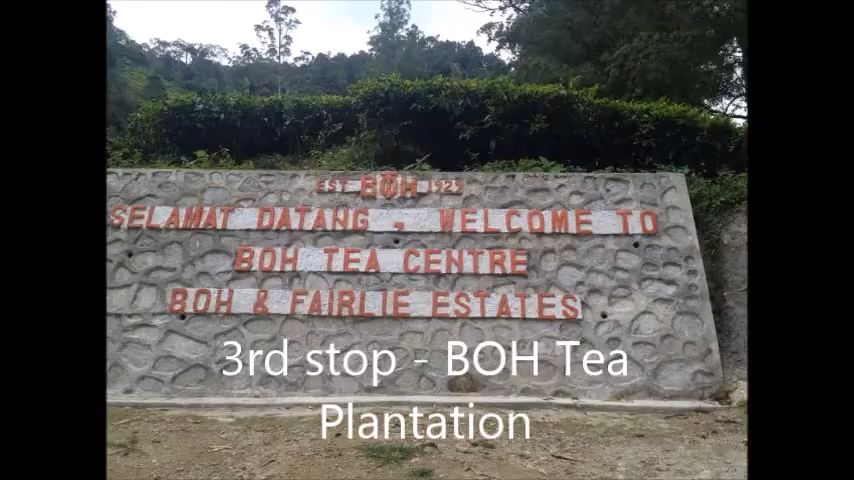 EST BOH 1929
SELAMAT DATANG , WELCOME TO
BOH TEA CENTRE
BOH & FAIRLIE ESTATES
3rd stop - BOH Tea
Plantation